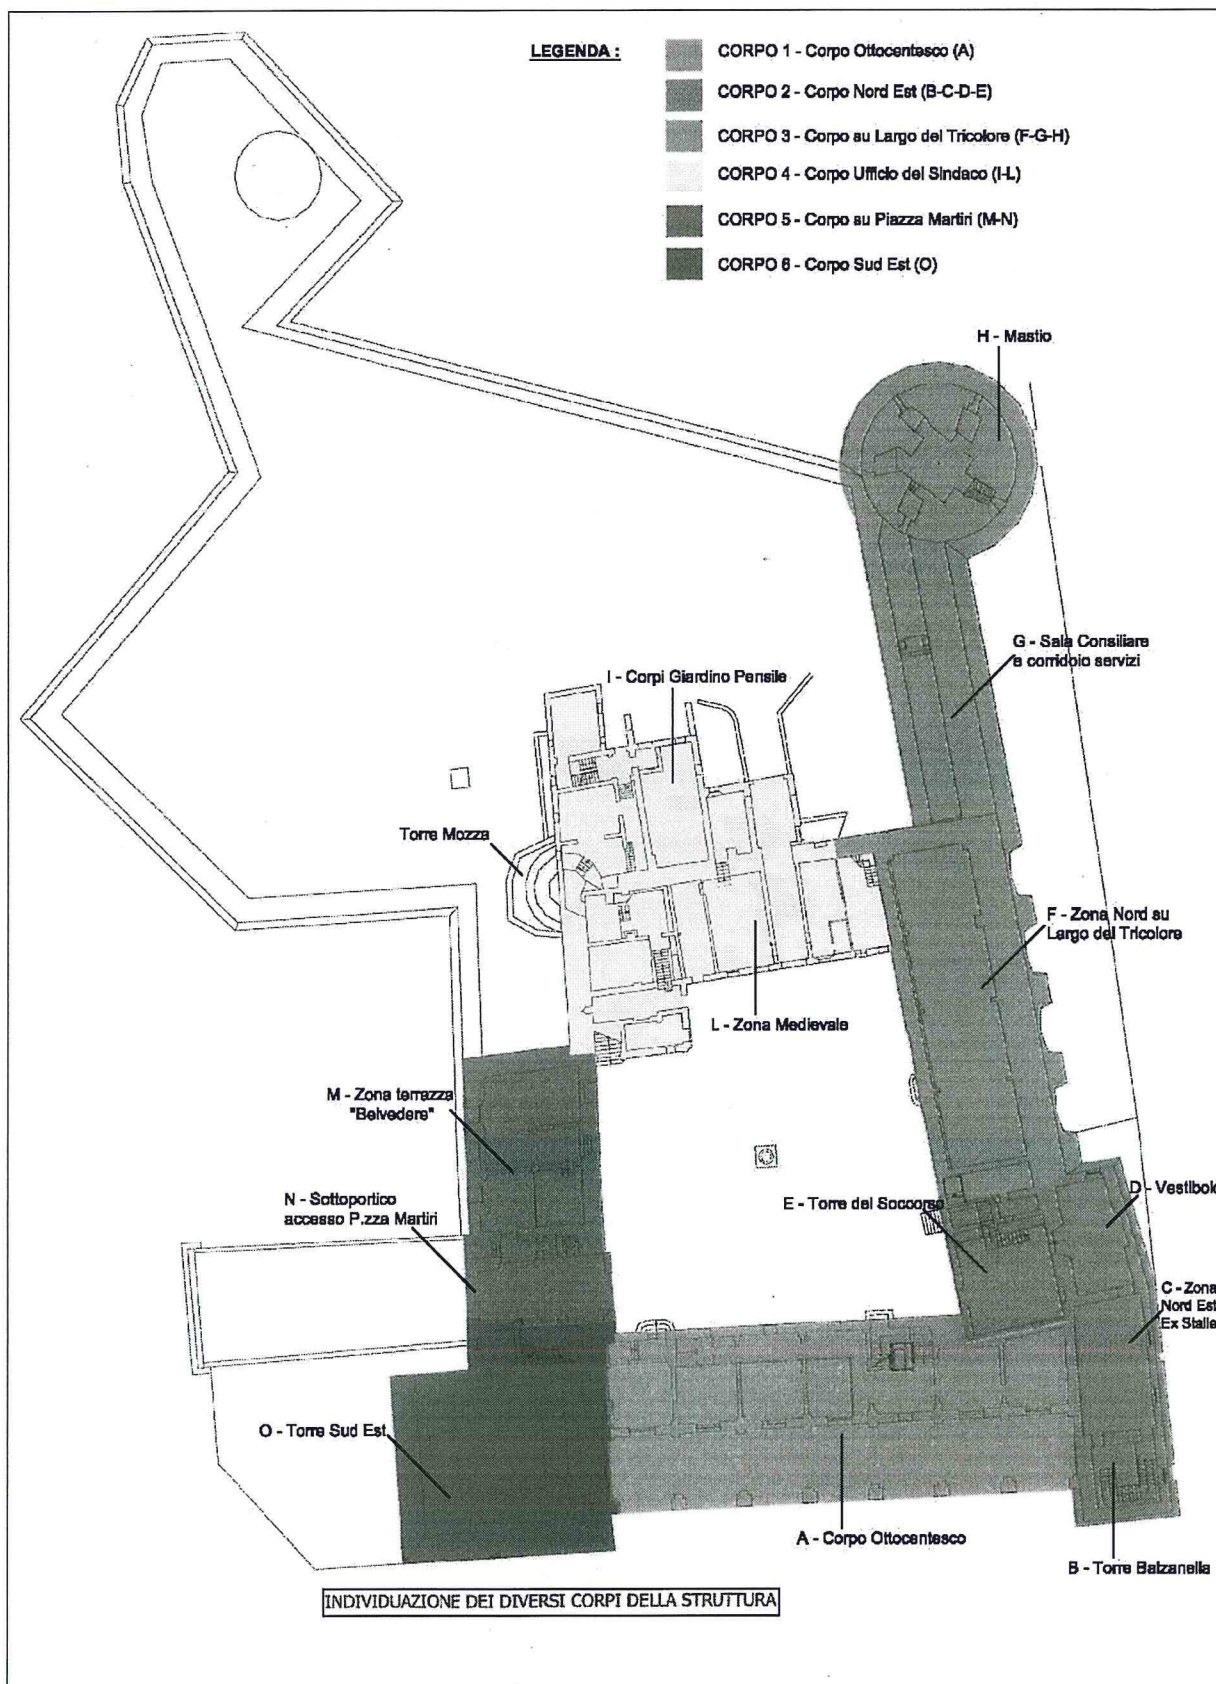 LEGENDA :
CORPO 1 - Corpo Ottocentesco (A)
CORPO 2 - Corpo Nord Est (B-C-D-E)
CORPO 3 - Corpo su Largo del Tricolore (F-G-H)
CORPO 4 - Corpo Ufficio del Sindaco (I-L)
CORPO 5 - Corpo su Piazza Martiri (M-N)
CORPO 6 - Corpo Sud Est (O)
H - Mastio
G - Sala Consiliare
e corridoio servizi
I - Corpi Giardino Pensile
Torre Mozza
F - Zona Nord su
Largo del Tricolore
L - Zona Medievale
M - Zona terrazza
"Belvedere"
D - Vestibolo
N - Sottoportico
accesso P.zza Martiri
E - Torre del Soccorso
C - Zona
Nord Est
Ex Stalle
O - Torre Sud Est
A - Corpo Ottocentesco
B - Torre Balzanella
INDIVIDUAZIONE DEI DIVERSI CORPI DELLA STRUTTURA